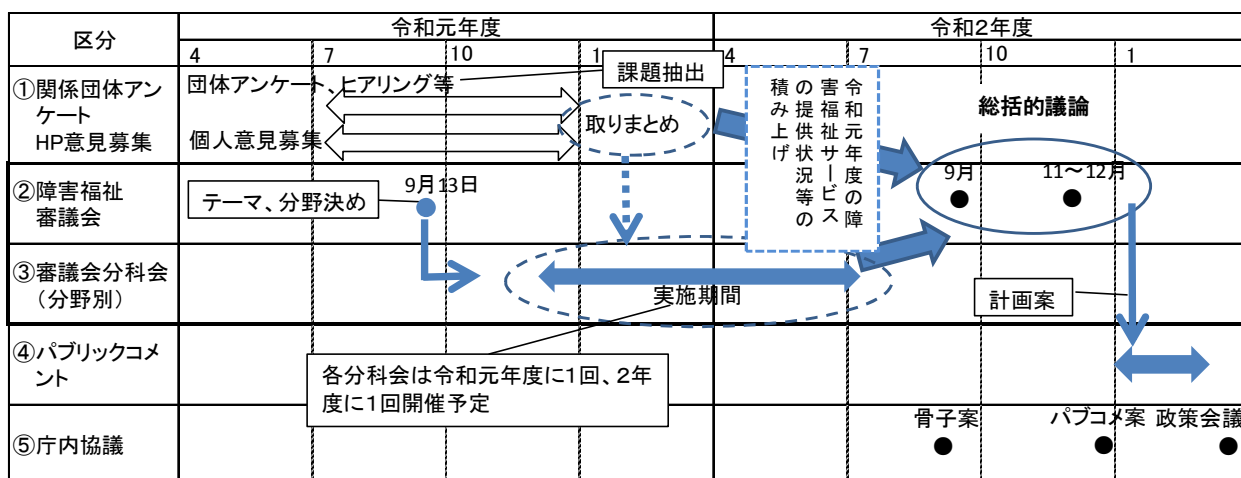 区分
令和元年度
令和2年度
4
7
10
1
4
7
10
1
①関係団体アン
ケート
HP意見募集
団体アンケート、ヒアリング等
個人意見募集
課題抽出
取りまとめ
令和元年度の障
害福祉サービス
の提供状況等の
積み上げ
総括的議論
②障害福祉
審議会
テーマ、分野決め
9月13日
9月
11~12月
③審議会分科会
(分野別)
実施期間
計画案
各分科会は令和元年度に1回、2年
度に1回開催予定
④パブリックコメ
ント
⑤庁内協議
骨子案
パブコメ案
政策会議